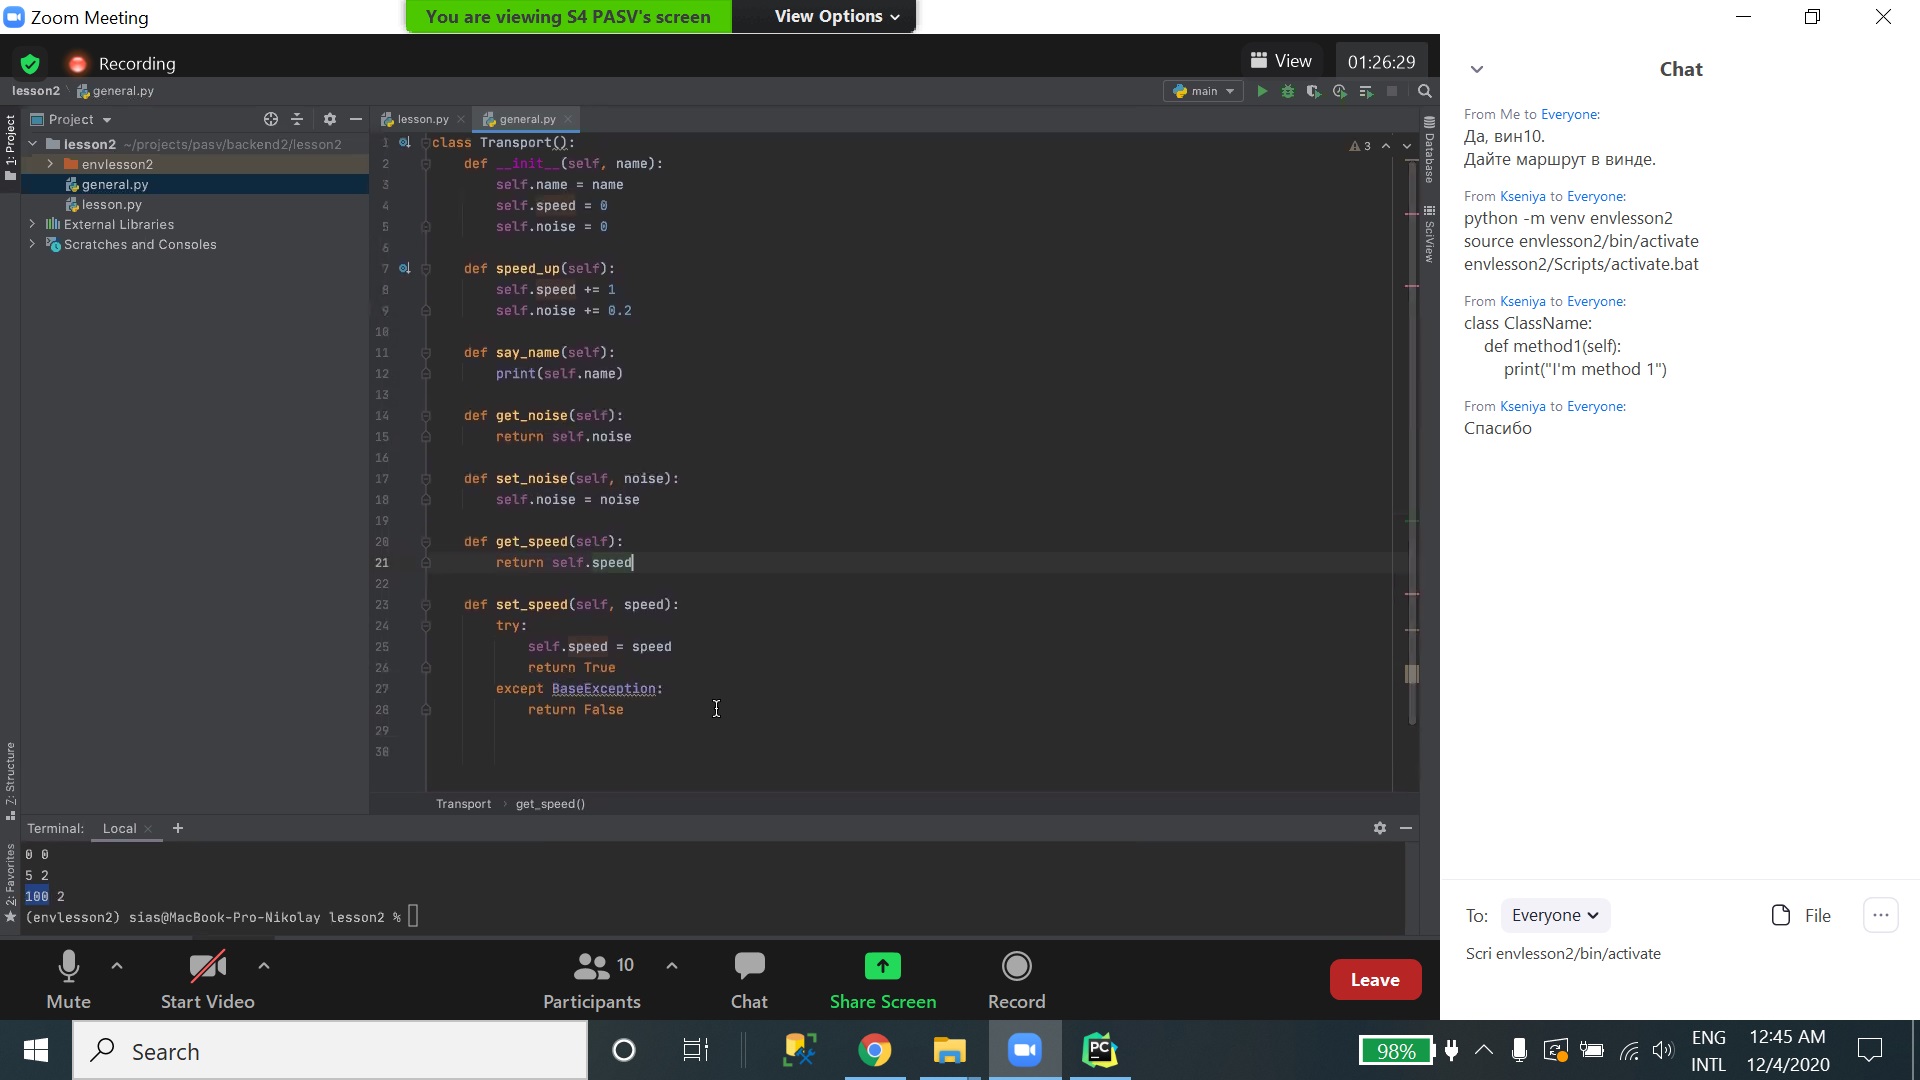 Zoom Meeting
You are viewing S4 PASV's screen
View Options
Recording
View
01:26:29
lesson2
general.py
main
Project
lesson.py
general.py
1: Project
lesson2 ~/projects/pasv/backend2/lesson2
envlesson2
general.py
lesson.py
External Libraries
Scratches and Consoles
Z: Structure
2: Favorites
3
Database
SciView
1 class Transport():
2 def __init__(self, name):
3 self.name = name
4 self.speed = 0
5 self.noise = 0
6
7 def speed_up(self):
8 self.speed += 1
9 self.noise += 0.2
10
11 def say_name(self):
12 print(self.name)
13
14 def get_noise(self):
15 return self.noise
16
17 def set_noise(self, noise):
18 self.noise = noise
19
20 def get_speed(self):
21 return self.speed
22
23 def set_speed(self, speed):
24 try:
25 self.speed = speed
26 return True
27 except BaseException:
28 return False
29
30
Transport
get_speed()
Terminal:
Local
0 0
5 2
100 2
(envlesson2) sias@MacBook-Pro-Nikolay lesson2 %
Mute
Start Video
10
Participants
Chat
Share Screen
Record
Leave
Chat
From Me to Everyone:
Да, вин10.
Дайте маршрут в винде.
From Kseniya to Everyone:
python -m venv envlesson2
source envlesson2/bin/activate
envlesson2/Scripts/activate.bat
From Kseniya to Everyone:
class ClassName:
def method1(self):
print("I'm method 1")
From Kseniya to Everyone:
Спасибо
To: Everyone
File
Scri envlesson2/bin/activate
Search
PC
98%
ENG
INTL
12:45 AM
12/4/2020